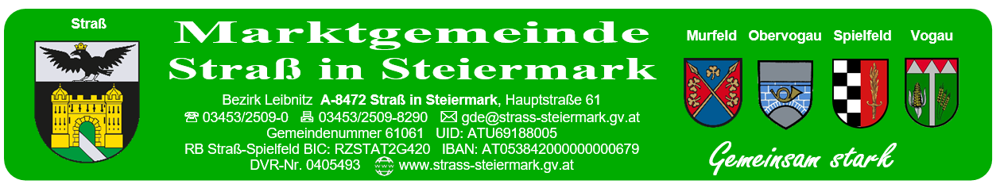 Straß
Marktgemeinde
Straß in Steiermark
Bezirk Leibnitz A-8472 Straß in Steiermark, Hauptstraße 61
03453/2509-0 03453/2509-8290 gde@strass-steiermark.gv.at
Gemeindenummer 61061 UID: ATU69188005
RB Straß-Spielfeld BIC: RZSTAT2G420 IBAN: AT053842000000000679
DVR-Nr. 0405493 www.strass-steiermark.gv.at
Murfeld Obervogau Spielfeld Vogau
Gemeinsam stark